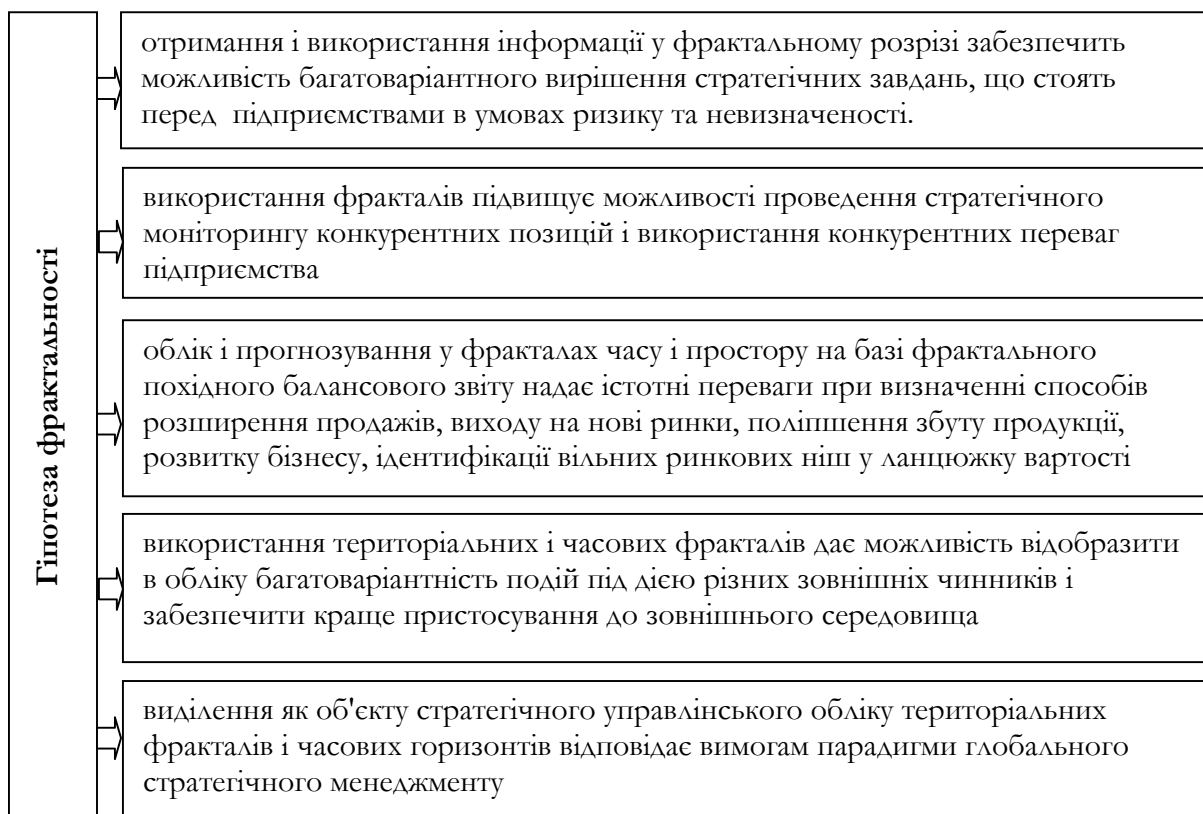 Гіпотеза фрактальності
отримання і використання інформації у фрактальному розрізі забезпечить
можливість багатоваріантного вирішення стратегічних завдань, що стоять
перед підприємствами в умовах ризику та невизначеності.
використання фракталів підвищує можливості проведення стратегічного
моніторингу конкурентних позицій і використання конкурентних переваг
підприємства
облік і прогнозування у фракталах часу і простору на базі фрактального
похідного балансового звіту надає істотні переваги при визначенні способів
розширення продажів, виходу на нові ринки, поліпшення збуту продукції,
розвитку бізнесу, ідентифікації вільних ринкових ніш у ланцюжку вартості
використання територіальних і часових фракталів дає можливість відобразити
в обліку багатоваріантність подій під дією різних зовнішніх чинників і
забезпечити краще пристосування до зовнішнього середовища
виділення як об'єкту стратегічного управлінського обліку територіальних
фракталів і часових горизонтів відповідає вимогам парадигми глобального
стратегічного менеджменту